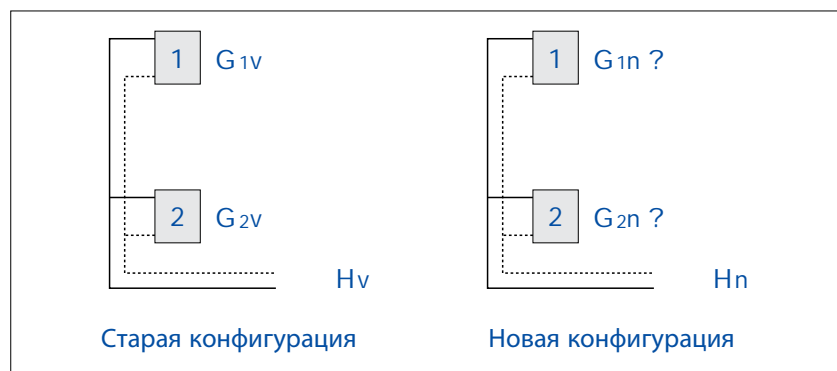 1 G1v
2 G2v
Hv
Старая конфигурация
1 G1n ?
2 G2n ?
Hn
Новая конфигурация